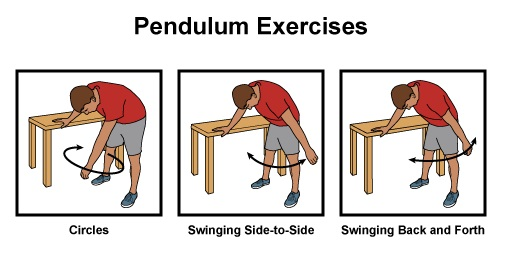 Pendulum Exercises
Circles
Swinging Side-to-Side
Swinging Back and Forth